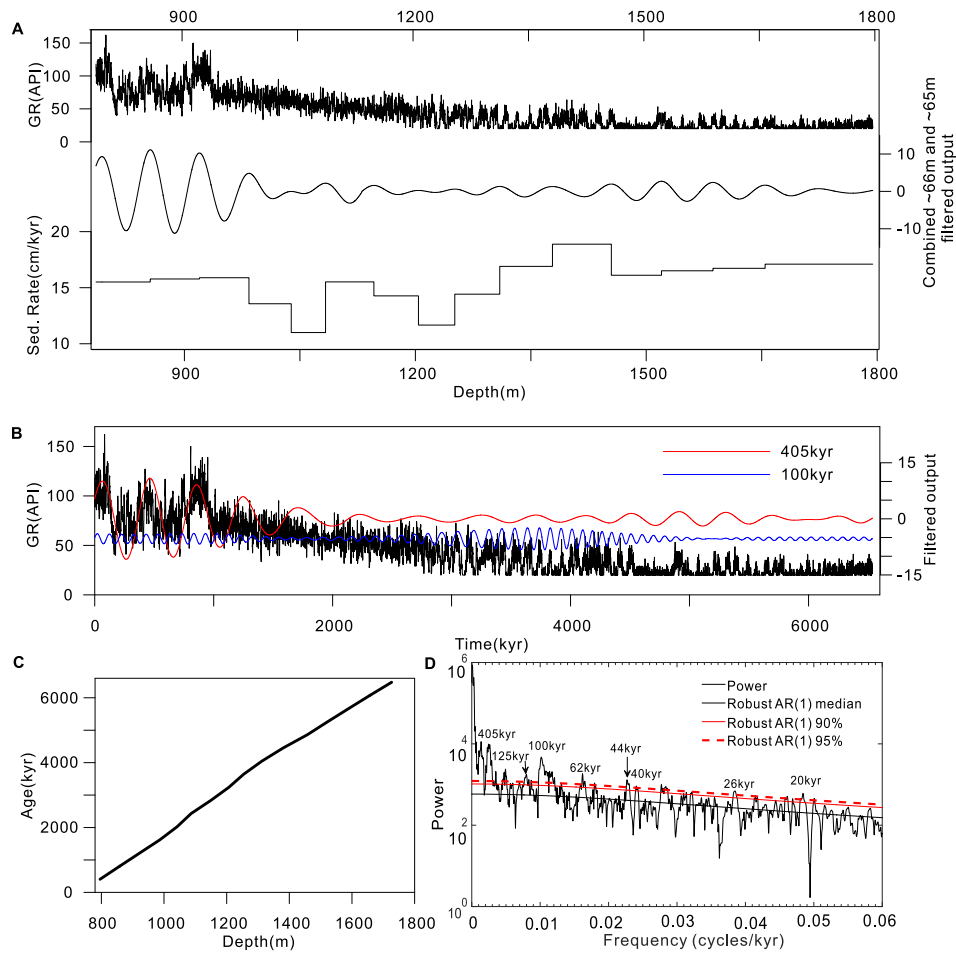 A
900
1200
1500
1800
150
100
50
0
GR(API)
10
0
-10
Combined ~66m and ~65m
filtered output
20
15
10
Sed. Rate(cm/kyr)
900
1200
1500
1800
Depth(m)
B
150
100
50
0
GR(API)
405kyr
100kyr
15
0
-15
Filtered output
0
2000
4000
6000
Time(kyr)
C
6000
4000
2000
0
Age(kyr)
800
1000
1200
1400
1600
1800
Depth(m)
D
10^6
10^4
10^2
10^0
Power
Power
Robust AR(1) median
Robust AR(1) 90%
Robust AR(1) 95%
405kyr
125kyr
100kyr
62kyr
44kyr
40kyr
26kyr
20kyr
0
0.01
0.02
0.03
0.04
0.05
0.06
Frequency (cycles/kyr)